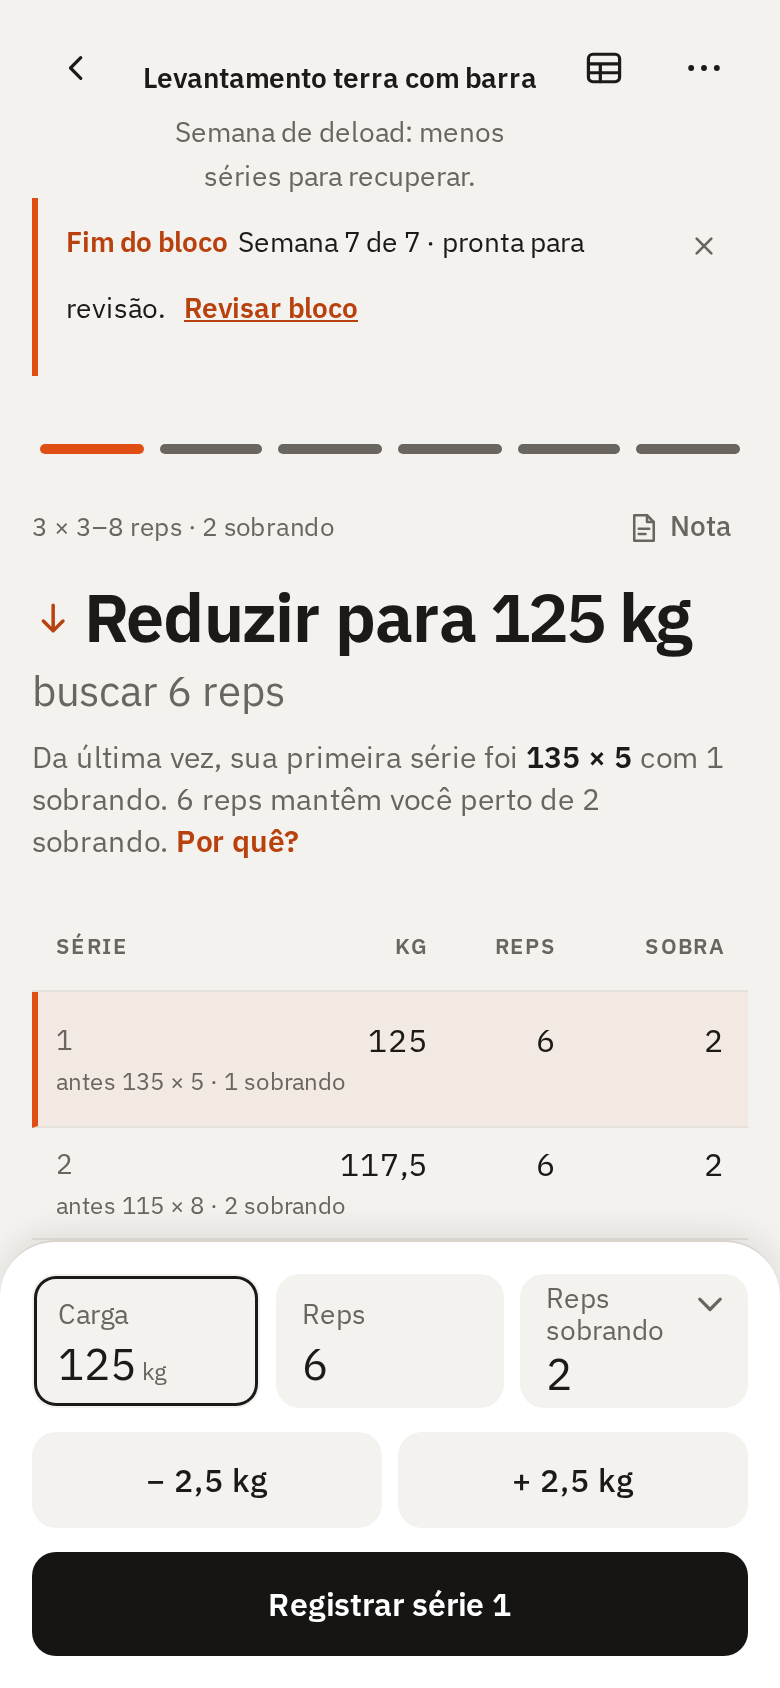 Levantamento terra com barra
Semana de deload: menos
séries para recuperar.
Fim do bloco Semana 7 de 7 · pronta para
revisão. Revisar bloco
3 × 3–8 reps · 2 sobrando
Nota
Reduzir para 125 kg
buscar 6 reps
Da última vez, sua primeira série foi 135 × 5 com 1
sobrando. 6 reps mantêm você perto de 2
sobrando. Por quê?
SÉRIE KG REPS SOBRA
1 125 6 2
antes 135 × 5 · 1 sobrando
2 117,5 6 2
antes 115 × 8 · 2 sobrando
Carga
125 kg
Reps
6
Reps
sobrando
2
− 2,5 kg
+ 2,5 kg
Registrar série 1